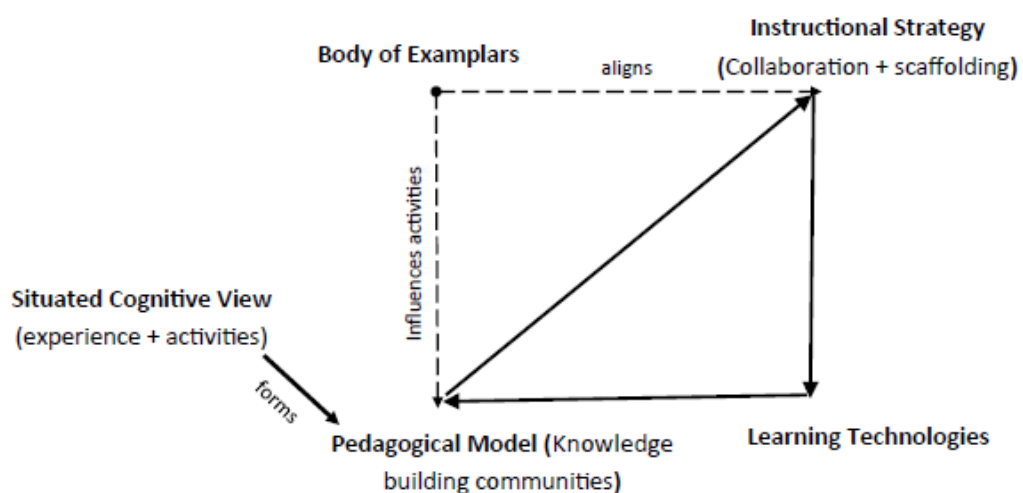 Instructional Strategy
(Collaboration + scaffolding)
Body of Examplars
aligns
Influences activities
Situated Cognitive View
(experience + activities)
forms
Pedagogical Model (Knowledge
building communities)
Learning Technologies